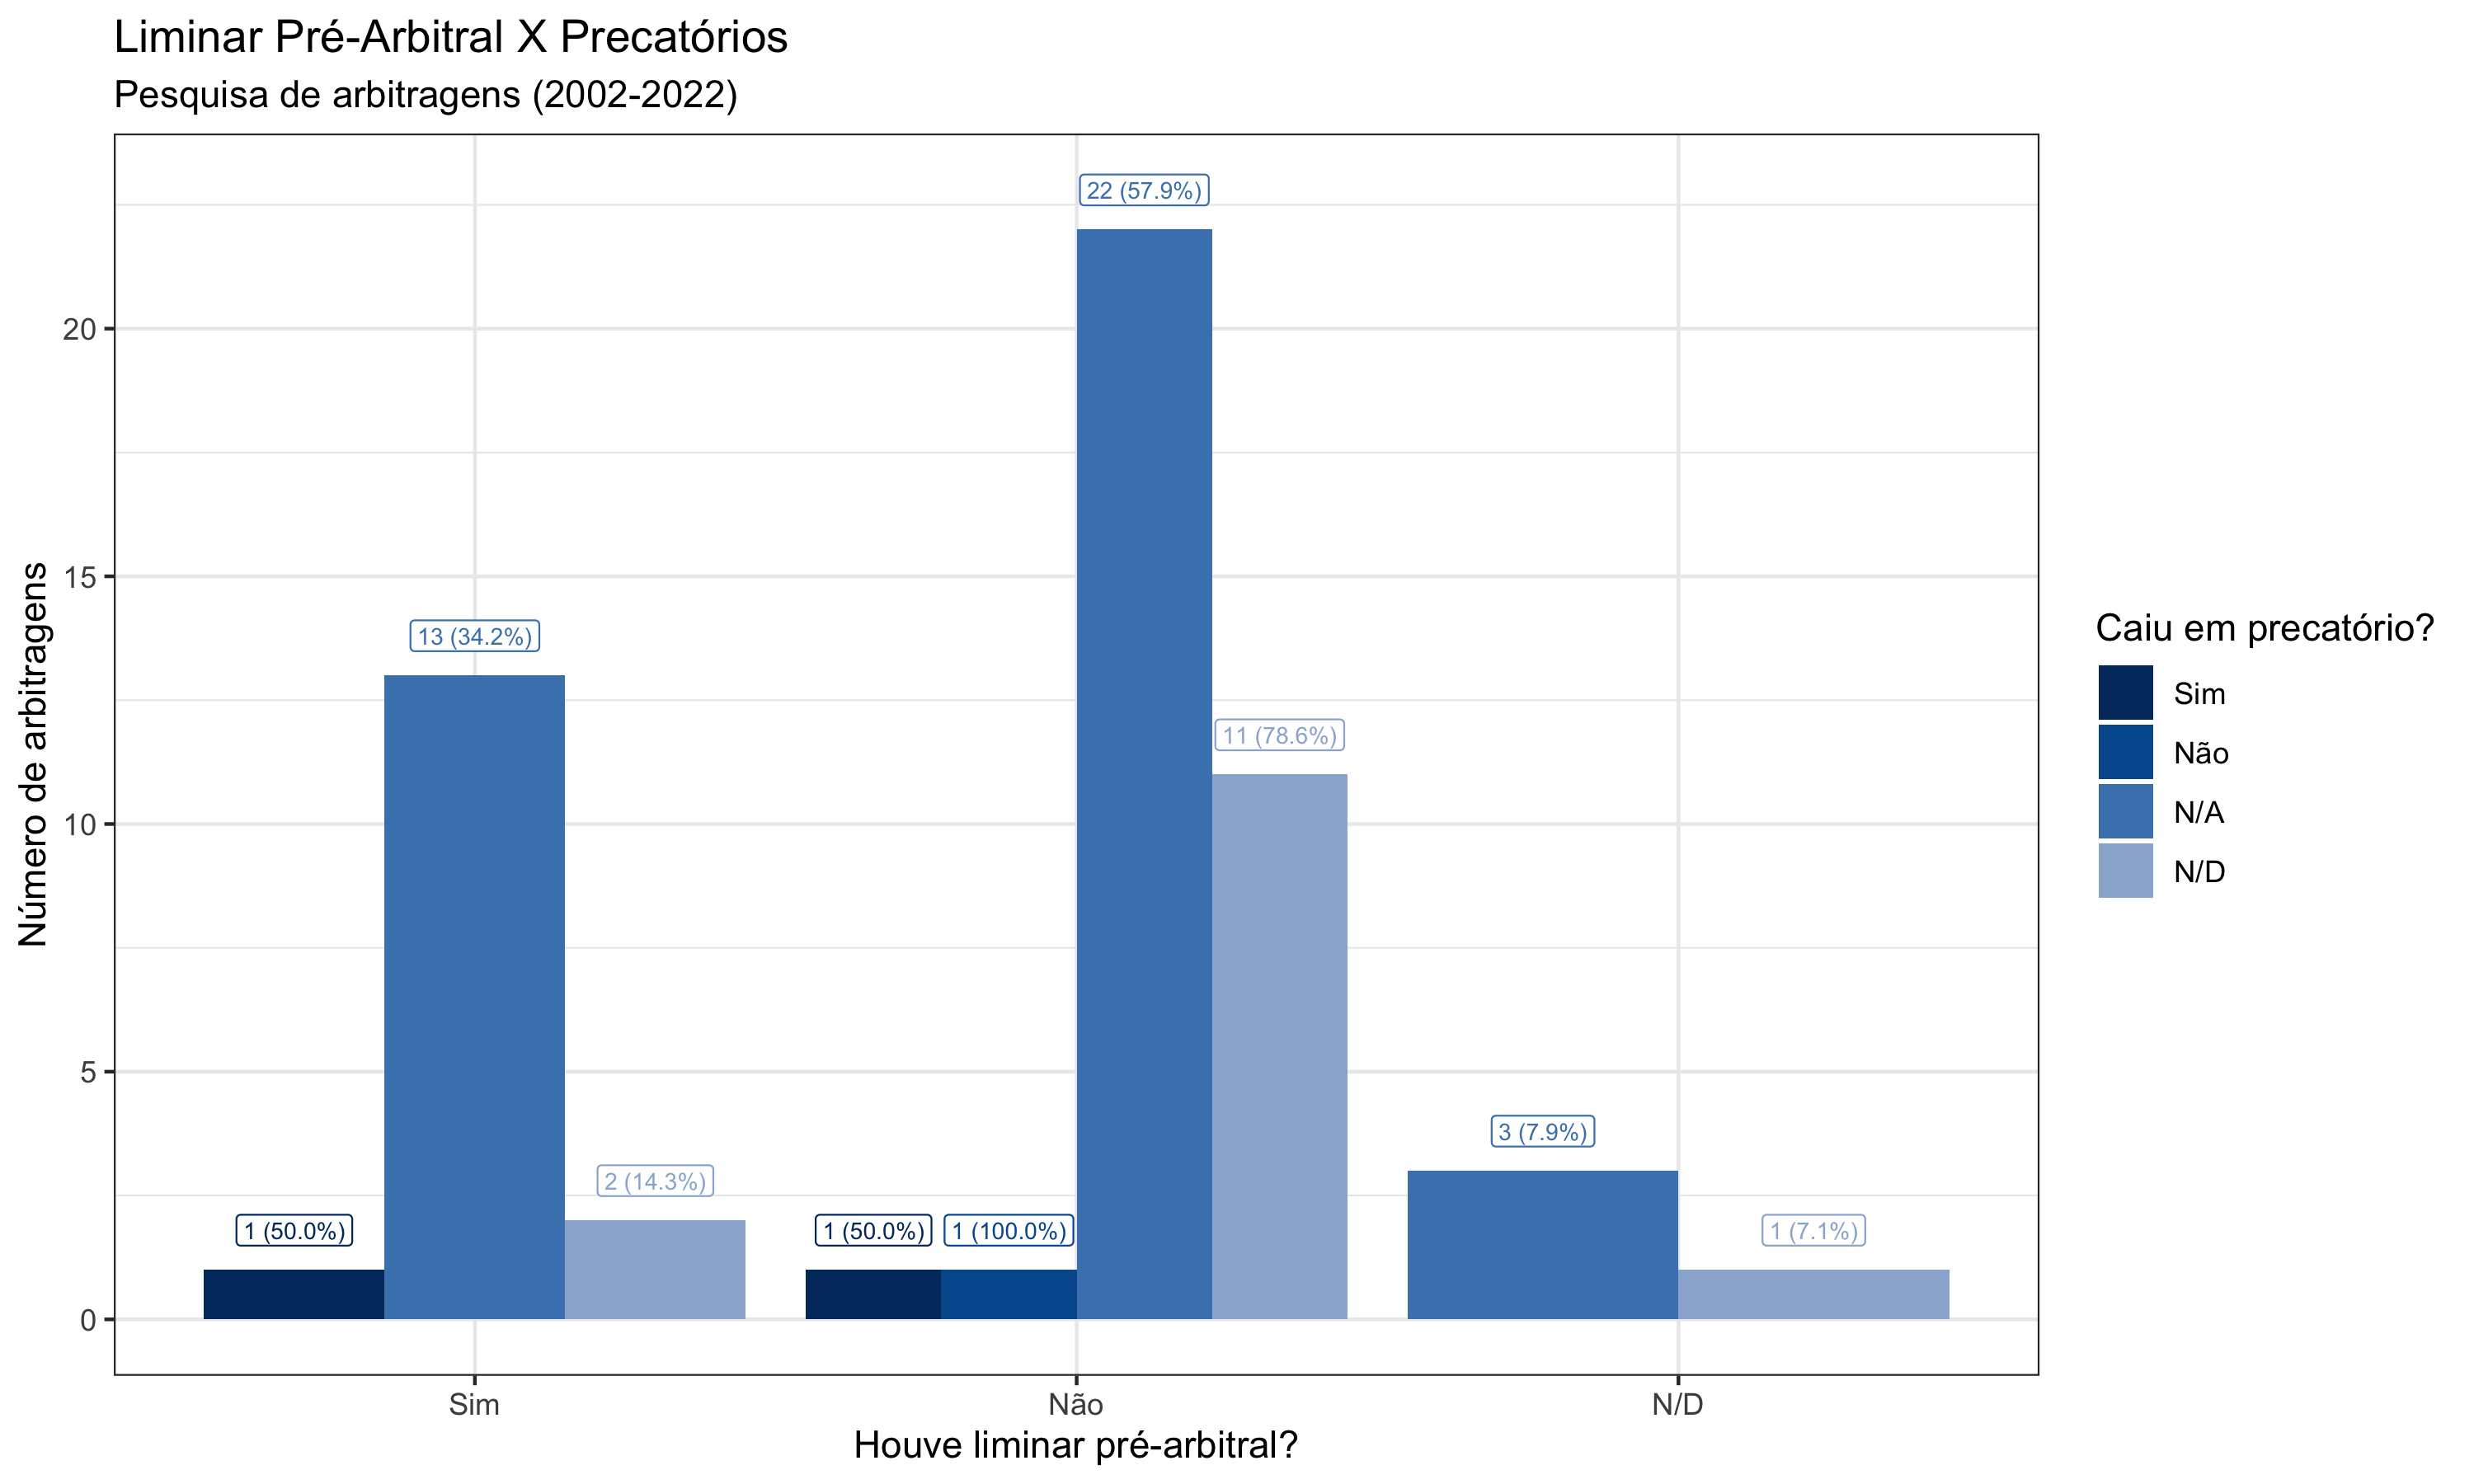 Liminar Pré-Arbitral X Precatórios
Pesquisa de arbitragens (2002-2022)
Número de arbitragens
20
15
10
5
0
22 (57.9%)
13 (34.2%)
11 (78.6%)
3 (7.9%)
2 (14.3%)
1 (50.0%)
1 (50.0%)
1 (100.0%)
1 (7.1%)
Sim
Não
N/D
Houve liminar pré-arbitral?
Caiu em precatório?
Sim
Não
N/A
N/D